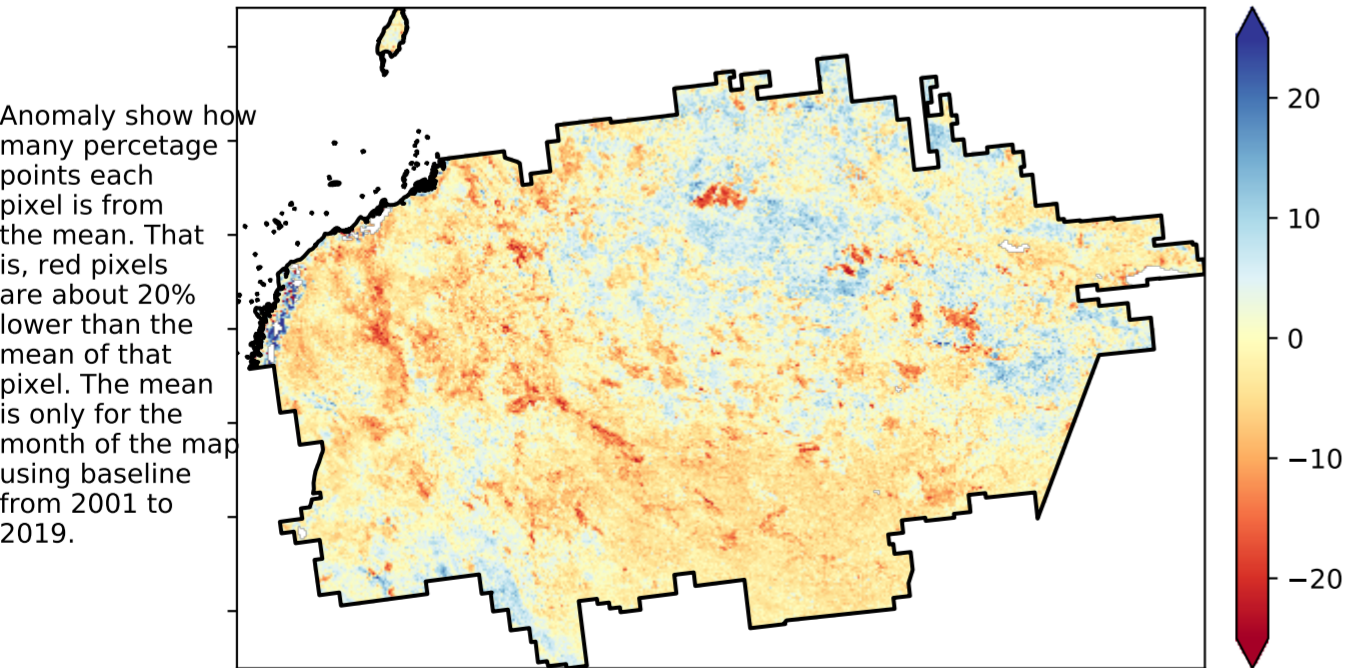 Anomaly show how
many percetage
points each
pixel is from
the mean. That
is, red pixels
are about 20%
lower than the
mean of that
pixel. The mean
is only for the
month of the map
using baseline
from 2001 to
2019.
20
10
0
−10
−20